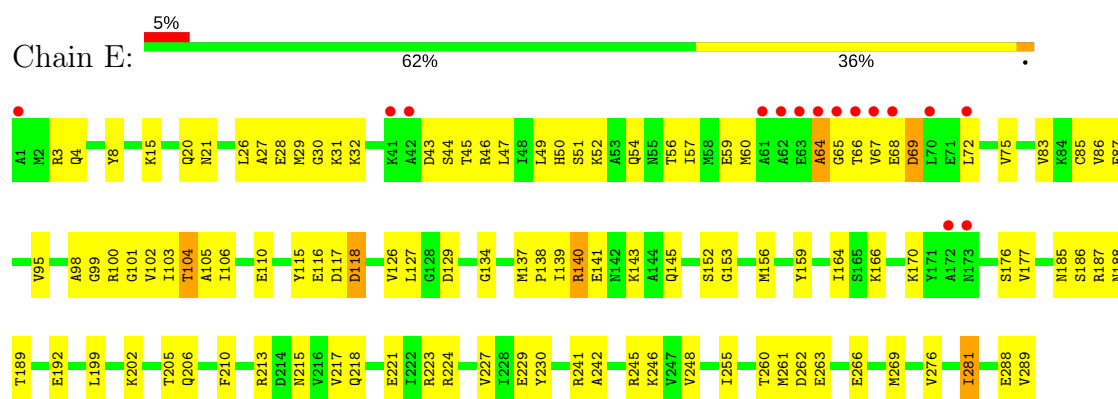 5%
Chain E:
62% 36% •
A1 M2 R3 Q4 Y8 K15 Q20 N21 L26 A27 E28 M29 G30 K31 K32 K41 A42 D43 S44 T45 R46 L47 I48 L49 H50 S51 K52 A53 Q54 N55 T56 I57 M58 E59 M60 A61 A62 E63 A64 G65 T66 V67 E68 D69 L70 E71 L72 V75 V83 K84 C85 V86 E87
V95 A98 G99 R100 G101 V102 I103 T104 A105 I106 E110 Y115 E116 D117 D118 V126 L127 G128 D129 G134 M137 P138 I139 R140 E141 N142 K143 A144 Q145 S152 G153 M156 Y159 I164 S165 K166 K170 Y171 A172 N173 S176 V177 N185 S186 R187 N188
T189 E192 L199 K202 T205 Q206 F210 R213 D214 N215 V216 V217 Q218 E221 I222 R223 R224 V227 I228 E229 Y230 R241 A242 R245 K246 V247 V248 I255 T260 M261 D262 E263 E266 M269 V276 I281 E288 V289